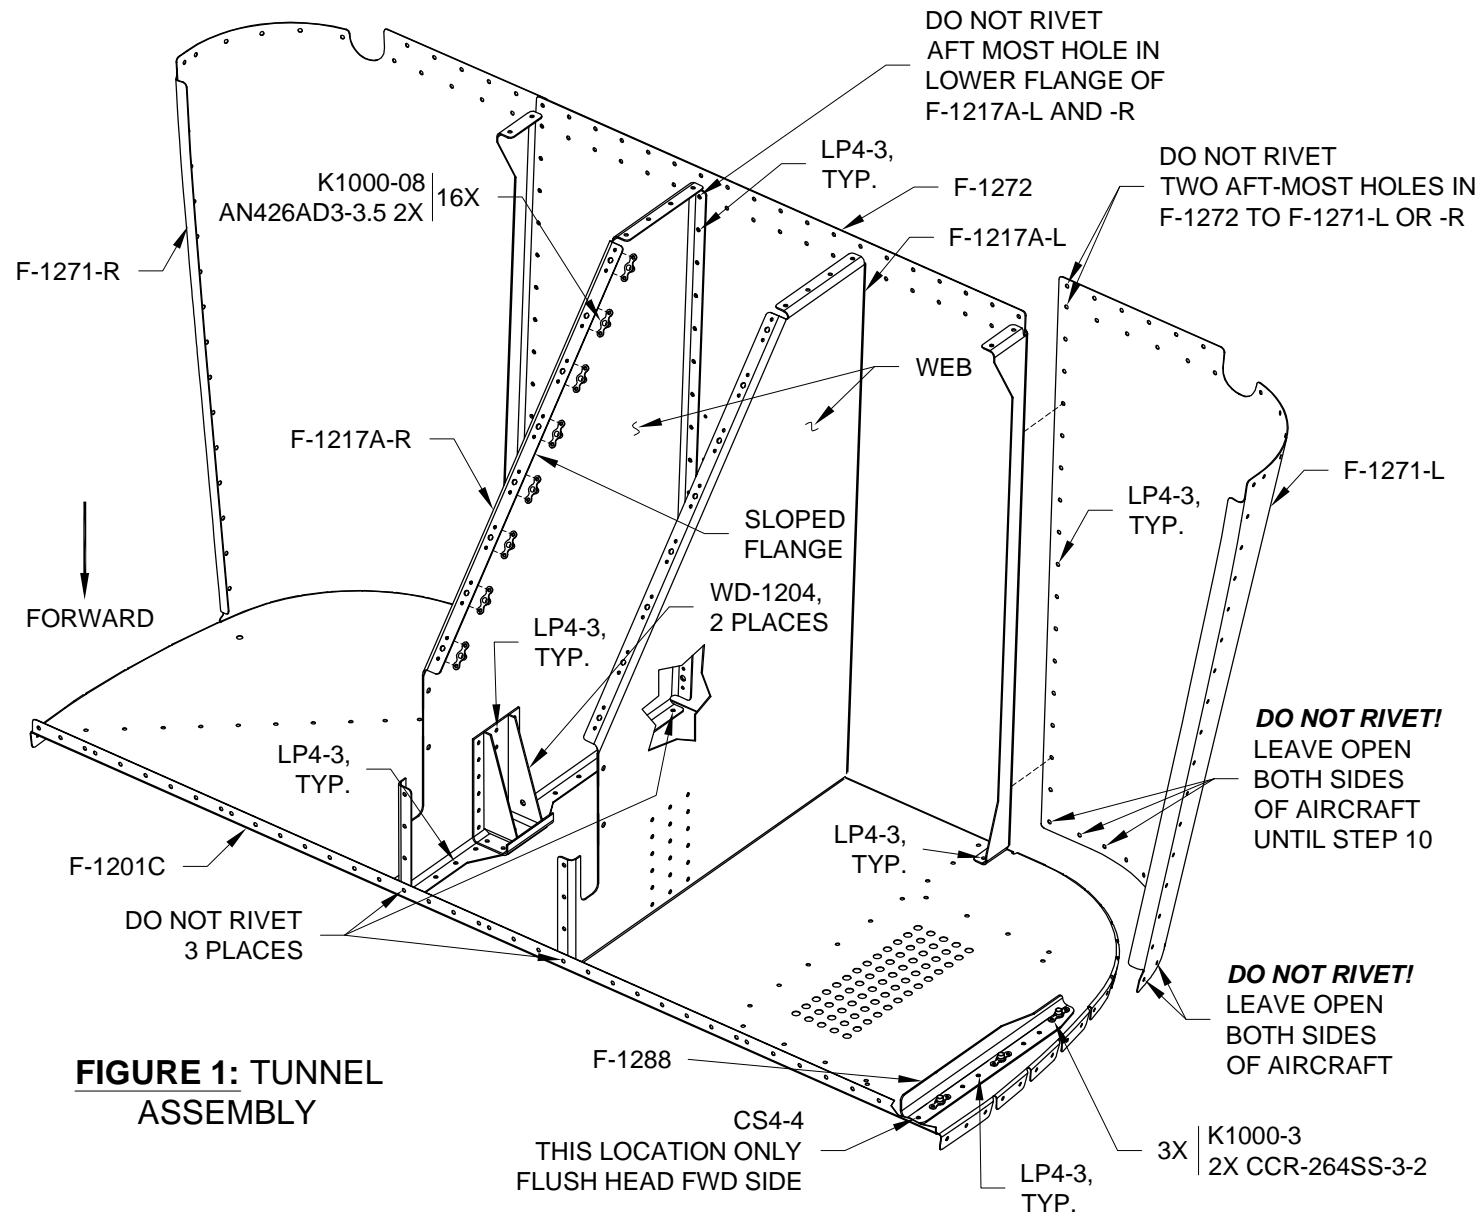 DO NOT RIVET
AFT MOST HOLE IN
LOWER FLANGE OF
F-1217A-L AND -R
LP4-3,
TYP.
DO NOT RIVET
TWO AFT-MOST HOLES IN
F-1272 TO F-1271-L OR -R
K1000-08
AN426AD3-3.5 2X
16X
F-1272
F-1217A-L
F-1271-R
WEB
F-1217A-R
F-1271-L
LP4-3,
TYP.
SLOPED
FLANGE
FORWARD
WD-1204,
2 PLACES
LP4-3,
TYP.
DO NOT RIVET!
LEAVE OPEN
BOTH SIDES
OF AIRCRAFT
UNTIL STEP 10
LP4-3,
TYP.
LP4-3,
TYP.
F-1201C
DO NOT RIVET
3 PLACES
DO NOT RIVET!
LEAVE OPEN
BOTH SIDES
OF AIRCRAFT
FIGURE 1: TUNNEL
ASSEMBLY
F-1288
CS4-4
THIS LOCATION ONLY
FLUSH HEAD FWD SIDE
LP4-3,
TYP.
3X
K1000-3
2X CCR-264SS-3-2